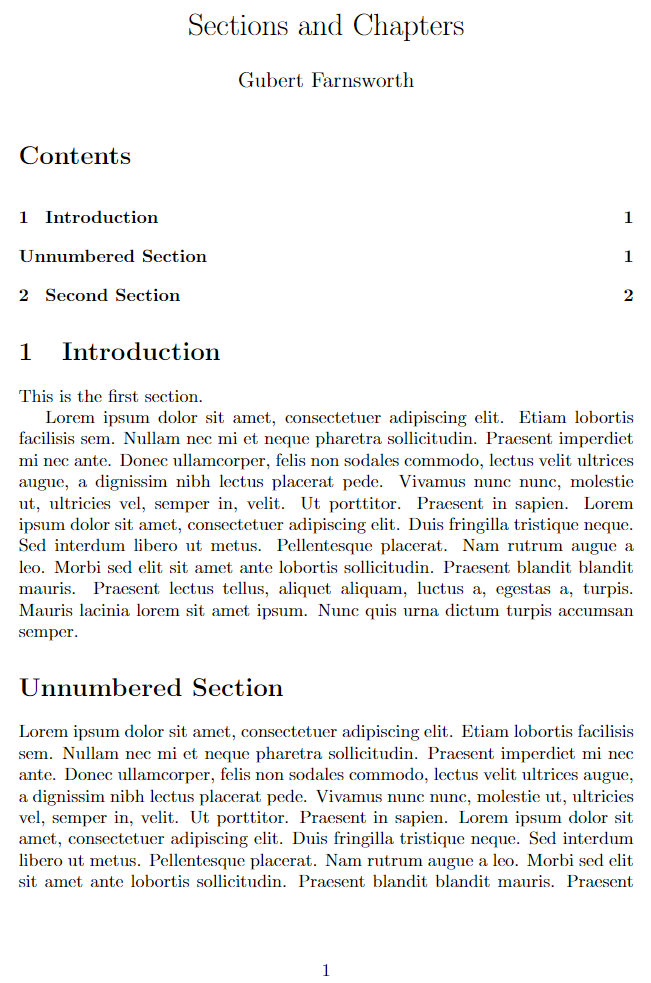 Sections and Chapters
Gubert Farnsworth
Contents
1 Introduction 1
Unnumbered Section 1
2 Second Section 2
1 Introduction
This is the first section.
Lorem ipsum dolor sit amet, consectetuer adipiscing elit. Etiam lobortis
facilisis sem. Nullam nec mi et neque pharetra sollicitudin. Praesent imperdiet
mi nec ante. Donec ullamcorper, felis non sodales commodo, lectus velit ultrices
augue, a dignissim nibh lectus placerat pede. Vivamus nunc nunc, molestie
ut, ultricies vel, semper in, velit. Ut porttitor. Praesent in sapien. Lorem
ipsum dolor sit amet, consectetuer adipiscing elit. Duis fringilla tristique neque.
Sed interdum libero ut metus. Pellentesque placerat. Nam rutrum augue a
leo. Morbi sed elit sit amet ante lobortis sollicitudin. Praesent blandit blandit
mauris. Praesent lectus tellus, aliquet aliquam, luctus a, egestas a, turpis.
Mauris lacinia lorem sit amet ipsum. Nunc quis urna dictum turpis accumsan
semper.
Unnumbered Section
Lorem ipsum dolor sit amet, consectetuer adipiscing elit. Etiam lobortis facilisis
sem. Nullam nec mi et neque pharetra sollicitudin. Praesent imperdiet mi nec
ante. Donec ullamcorper, felis non sodales commodo, lectus velit ultrices augue,
a dignissim nibh lectus placerat pede. Vivamus nunc nunc, molestie ut, ultricies
vel, semper in, velit. Ut porttitor. Praesent in sapien. Lorem ipsum dolor sit
amet, consectetuer adipiscing elit. Duis fringilla tristique neque. Sed interdum
libero ut metus. Pellentesque placerat. Nam rutrum augue a leo. Morbi sed elit
sit amet ante lobortis sollicitudin. Praesent blandit blandit mauris. Praesent
1